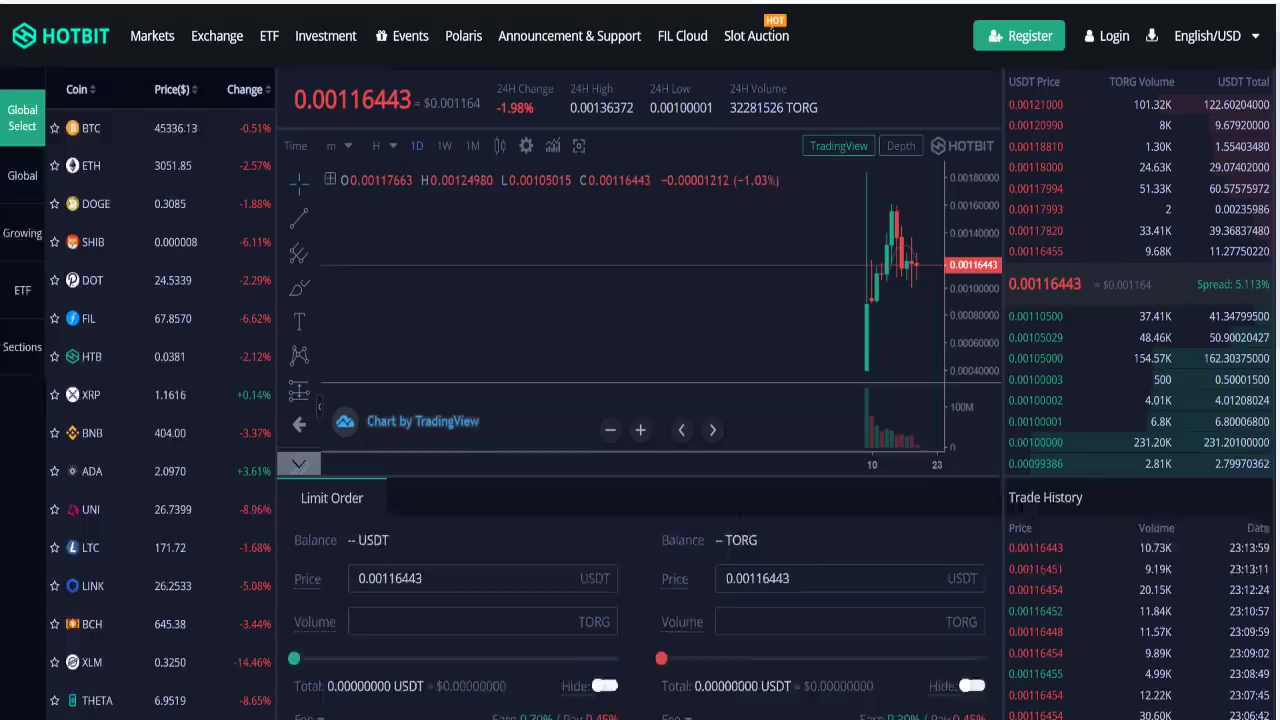 HOTBIT Markets Exchange ETF Investment Events Polaris Announcement & Support FIL Cloud Slot Auction HOT Register Login English/USD
Global Select
Global
Growing
ETF
Sections
Coin Price($) Change
BTC 45336.13 -0.51%
ETH 3051.85 -2.57%
DOGE 0.3085 -1.88%
SHIB 0.000008 -6.11%
DOT 24.5339 -2.29%
FIL 67.8570 -6.62%
HTB 0.0381 -2.12%
XRP 1.1616 +0.14%
BNB 404.00 -3.37%
ADA 2.0970 +3.61%
UNI 26.7399 -8.96%
LTC 171.72 -1.68%
LINK 26.2533 -5.08%
BCH 645.38 -3.44%
XLM 0.3250 -14.46%
THETA 6.9519 -8.65%
0.00116443 ≈ $0.001164
24H Change 24H High 24H Low 24H Volume
-1.98% 0.00136372 0.00100001 32281526 TORG
Time m H 1D 1W 1M TradingView Depth HOTBIT
O0.00117663 H0.00124980 L0.00105015 C0.00116443 −0.00001212 (−1.03%)
0.00180000
0.00160000
0.00140000
0.00116443
0.00100000
0.00080000
0.00060000
0.00040000
100M
0
10 23
Chart by TradingView
Limit Order
Balance -- USDT
Price 0.00116443 USDT
Volume TORG
Total: 0.00000000 USDT ≈ $0.00000000 Hide:
Balance -- TORG
Price 0.00116443 USDT
Volume TORG
Total: 0.00000000 USDT ≈ $0.00000000 Hide:
USDT Price TORG Volume USDT Total
0.00121000 101.32K 122.60204000
0.00120990 8K 9.67920000
0.00118810 1.30K 1.55403480
0.00118000 24.63K 29.07402000
0.00117994 51.33K 60.57575972
0.00117993 2 0.00235986
0.00117820 33.41K 39.36837480
0.00116455 9.68K 11.27750220
0.00116443 ≈ $0.001164 Spread: 5.113%
0.00110500 37.41K 41.34799500
0.00105029 48.46K 50.90020427
0.00105000 154.57K 162.30375000
0.00100003 500 0.50001500
0.00100002 4.01K 4.01208024
0.00100001 6.8K 6.80006800
0.00100000 231.20K 231.20100000
0.00099386 2.81K 2.79970362
Trade History
Price Volume Date
0.00116443 10.73K 23:13:59
0.00116451 9.19K 23:13:11
0.00116454 20.15K 23:12:24
0.00116452 11.84K 23:10:57
0.00116448 11.57K 23:09:59
0.00116454 9.89K 23:09:02
0.00116455 4.99K 23:08:49
0.00116454 12.22K 23:07:45
0.00116454 30.60K 23:06:42